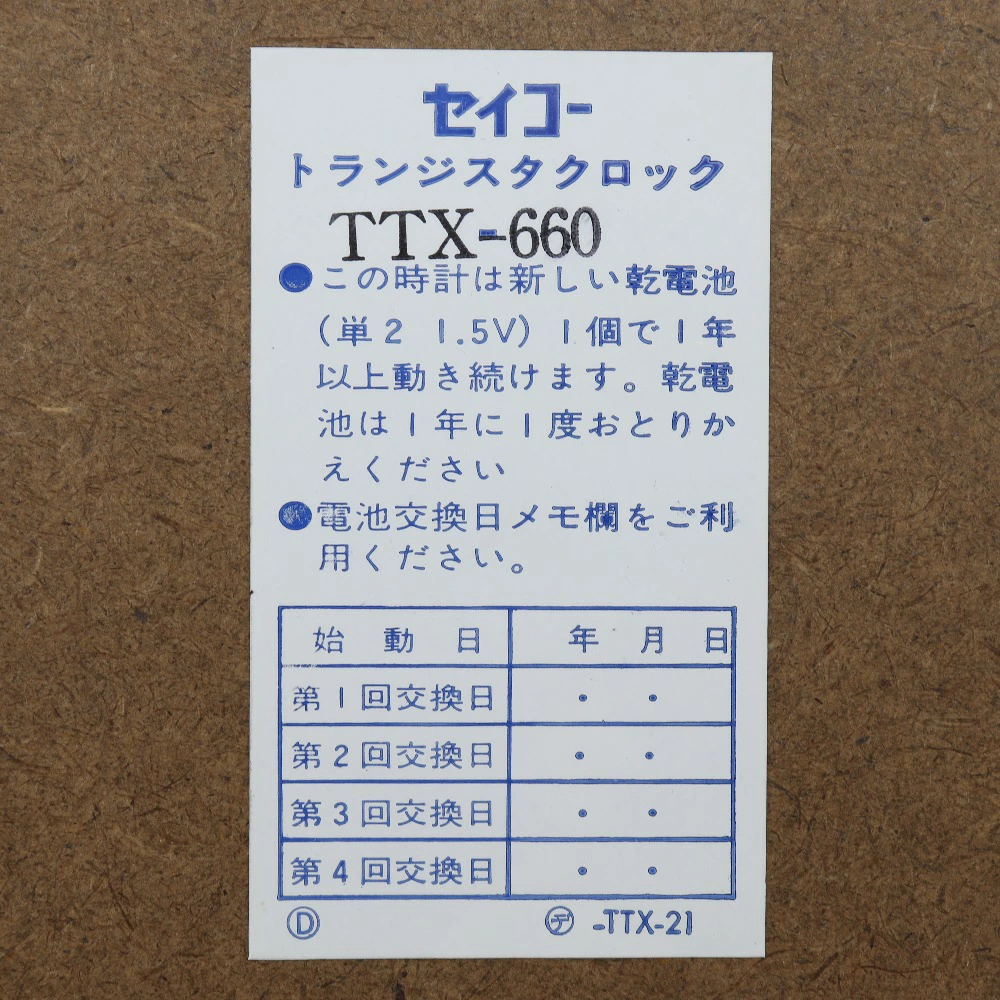 セイコー
トランジスタクロック
TTX-660
●この時計は新しい乾電池
(単2 1.5V) 1個で1年
以上動き続けます。乾電
池は1年に1度おとりか
えください
●電池交換日メモ欄をご利
用ください。
始動日 年 月 日
第1回交換日 ・ ・
第2回交換日 ・ ・
第3回交換日 ・ ・
第4回交換日 ・ ・
Ⓓ ㋢-TTX-21